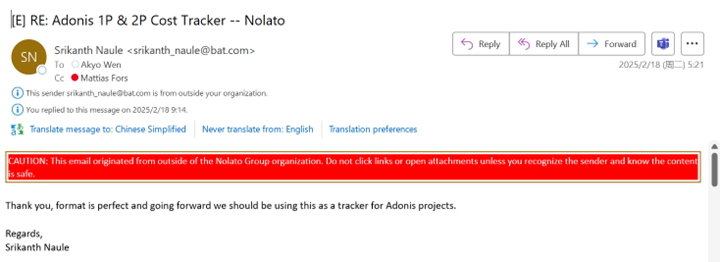 [E] RE: Adonis 1P & 2P Cost Tracker -- Nolato
SN
Srikanth Naule <srikanth_naule@bat.com>
To Akyo Wen
Cc Mattias Fors
Reply
Reply All
Forward
2025/2/18 (周二) 5:21
This sender srikanth_naule@bat.com is from outside your organization.
You replied to this message on 2025/2/18 9:14.
Translate message to: Chinese Simplified
Never translate from: English
Translation preferences
CAUTION: This email originated from outside of the Nolato Group organization. Do not click links or open attachments unless you recognize the sender and know the content
is safe.
Thank you, format is perfect and going forward we should be using this as a tracker for Adonis projects.
Regards,
Srikanth Naule